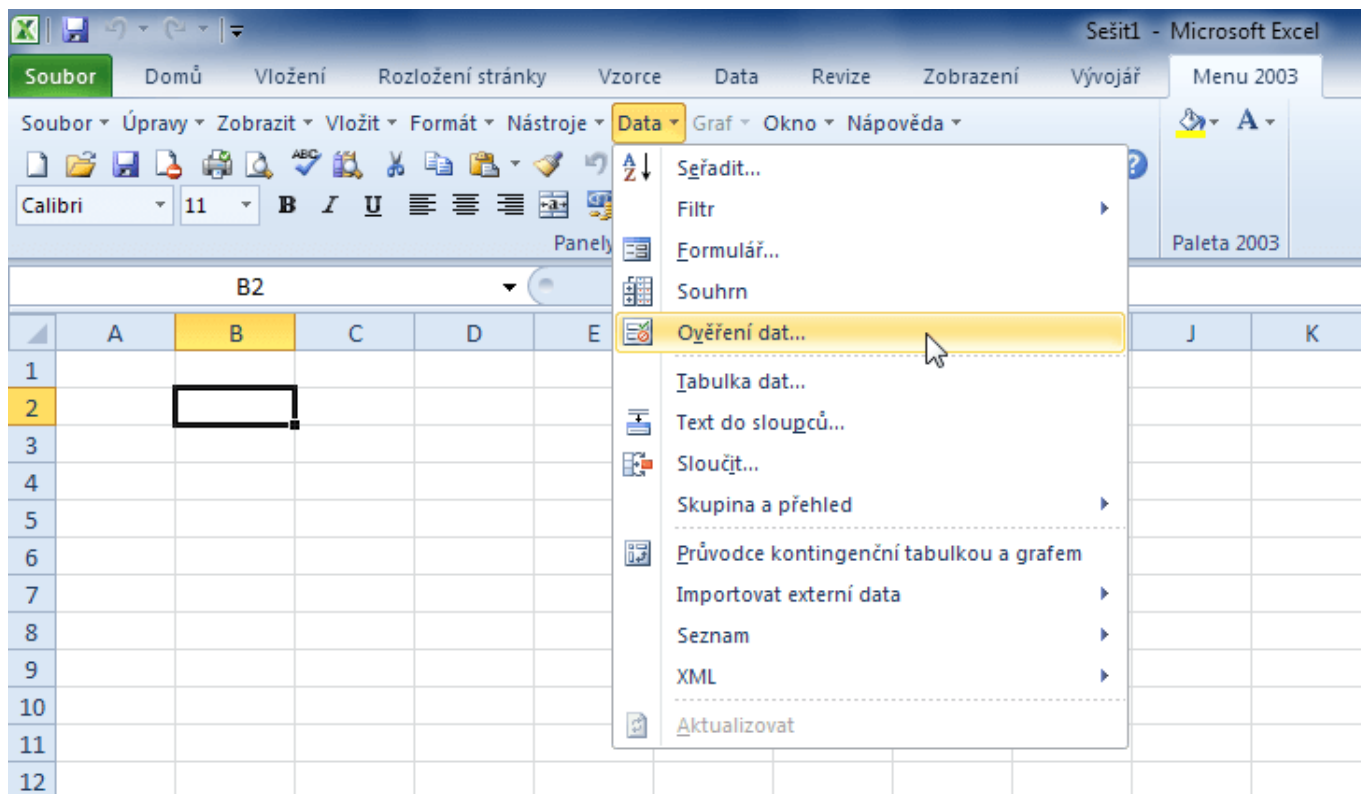 Sešit1 - Microsoft Excel
Soubor Domů Vložení Rozložení stránky Vzorce Data Revize Zobrazení Vývojář Menu 2003
Soubor Úpravy Zobrazit Vložit Formát Nástroje Data Graf Okno Nápověda A
ABC
Calibri 11 B I U
Panely Paleta 2003
Seřadit...
Filtr
Formulář...
Souhrn
Ověření dat...
Tabulka dat...
Text do sloupců...
Sloučit...
Skupina a přehled
Průvodce kontingenční tabulkou a grafem
Importovat externí data
Seznam
XML
Aktualizovat
B2
A B C D E J K
1
2
3
4
5
6
7
8
9
10
11
12